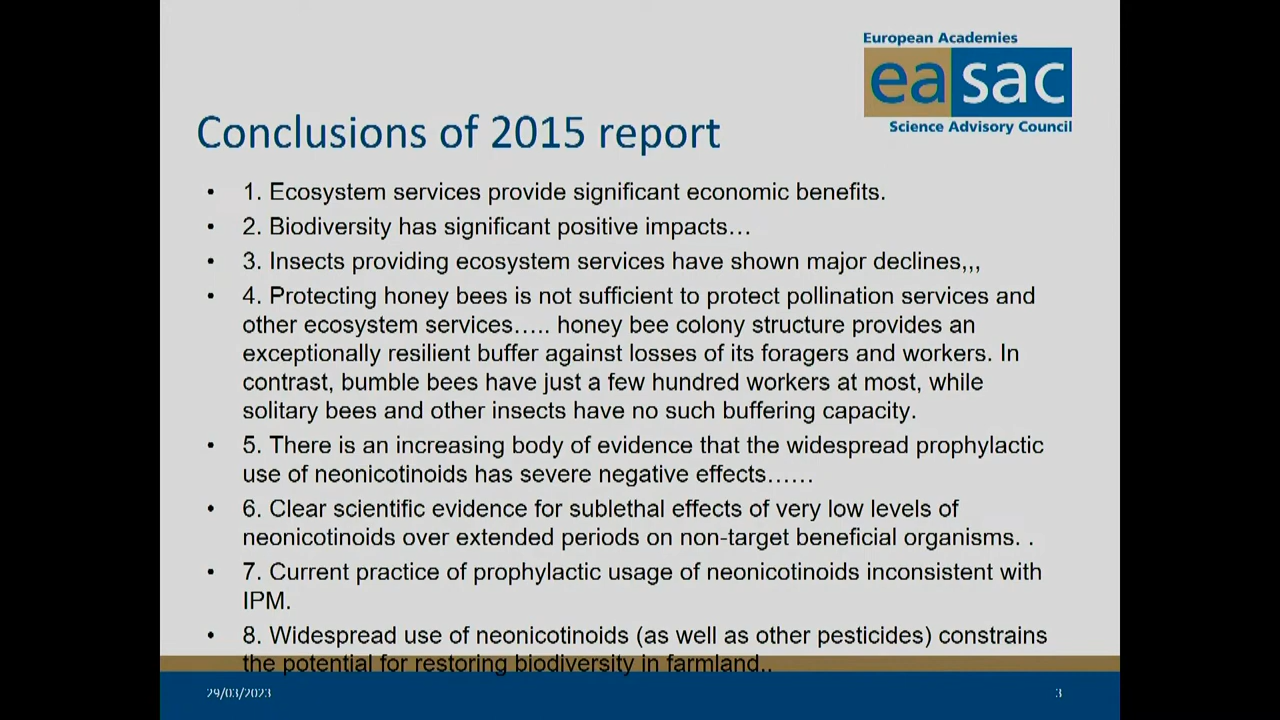 European Academies
easac
Science Advisory Council
Conclusions of 2015 report
• 1. Ecosystem services provide significant economic benefits.
• 2. Biodiversity has significant positive impacts…
• 3. Insects providing ecosystem services have shown major declines,,,
• 4. Protecting honey bees is not sufficient to protect pollination services and
other ecosystem services….. honey bee colony structure provides an
exceptionally resilient buffer against losses of its foragers and workers. In
contrast, bumble bees have just a few hundred workers at most, while
solitary bees and other insects have no such buffering capacity.
• 5. There is an increasing body of evidence that the widespread prophylactic
use of neonicotinoids has severe negative effects……
• 6. Clear scientific evidence for sublethal effects of very low levels of
neonicotinoids over extended periods on non-target beneficial organisms. .
• 7. Current practice of prophylactic usage of neonicotinoids inconsistent with
IPM.
• 8. Widespread use of neonicotinoids (as well as other pesticides) constrains
the potential for restoring biodiversity in farmland..
29/03/2023
3